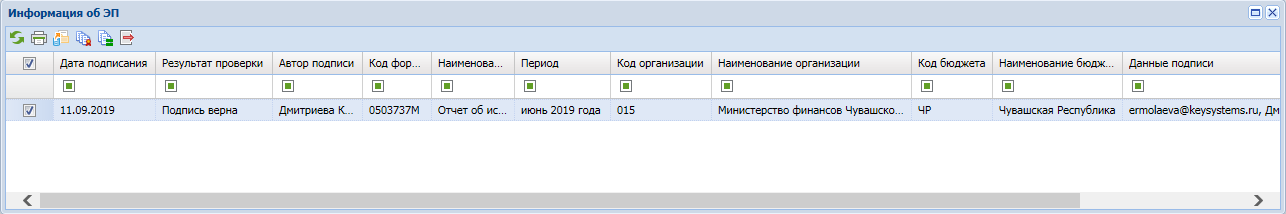 Информация об ЭП
Дата подписания Результат проверки Автор подписи Код фор... Наименова... Период Код организации Наименование организации Код бюджета Наименование бюдж... Данные подписи
11.09.2019 Подпись верна Дмитриева К... 0503737М Отчет об ис... июнь 2019 года 015 Министерство финансов Чувашско... ЧР Чувашская Республика ermolaeva@keysystems.ru, Дм